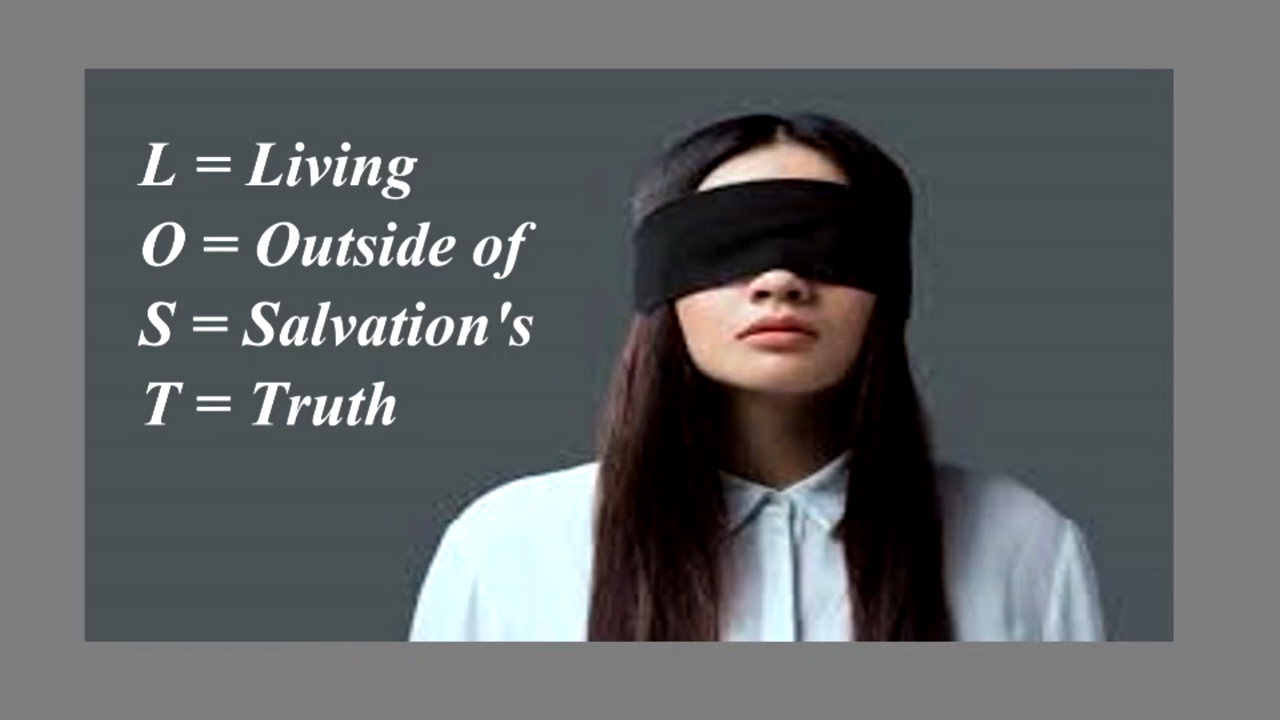 L = Living
O = Outside of
S = Salvation's
T = Truth